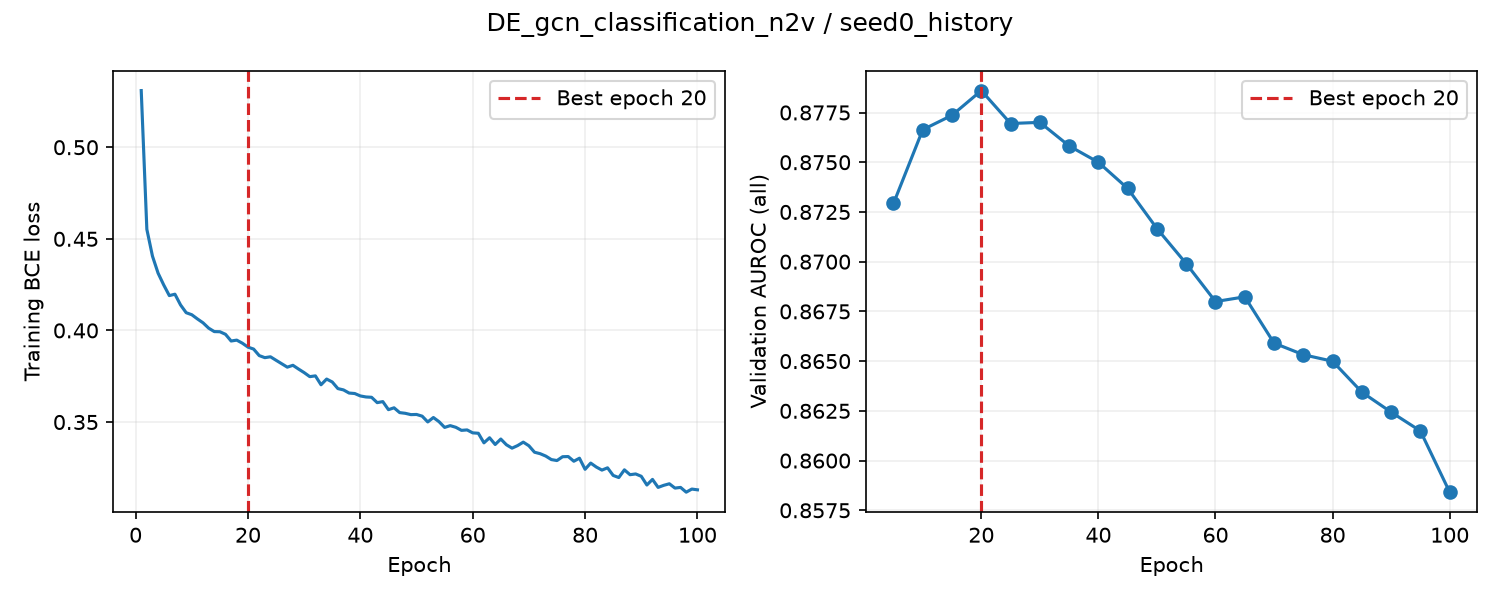 DE_gcn_classification_n2v / seed0_history
Best epoch 20
0.50
0.45
0.40
0.35
Training BCE loss
0 20 40 60 80 100
Epoch
Best epoch 20
0.8775
0.8750
0.8725
0.8700
0.8675
0.8650
0.8625
0.8600
0.8575
Validation AUROC (all)
20 40 60 80 100
Epoch